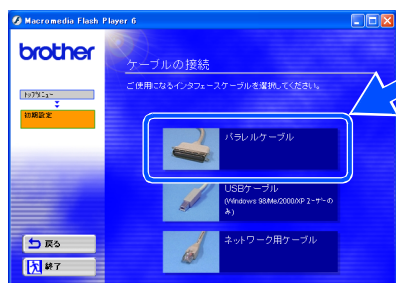 Macromedia Flash Player 6
brother
ケーブルの接続
ご使用になるインタフェースケーブルを選択してください。
トップメニュー
初期設定
パラレルケーブル
USBケーブル
(Windows 98/Me/2000/XP ユーザーの
み)
ネットワーク用ケーブル
戻る
終了